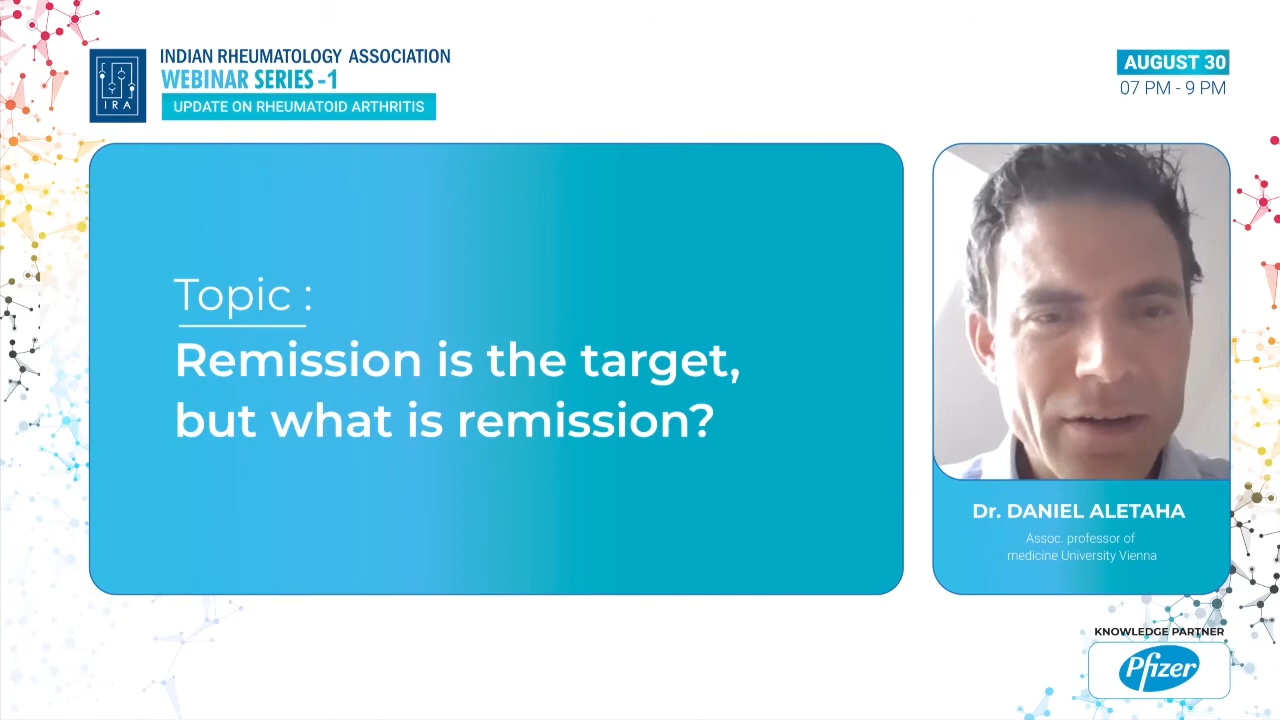 IRA
INDIAN RHEUMATOLOGY ASSOCIATION
WEBINAR SERIES -1
UPDATE ON RHEUMATOID ARTHRITIS
AUGUST 30
07 PM - 9 PM
Topic :
Remission is the target,
but what is remission?
Dr. DANIEL ALETAHA
Assoc. professor of
medicine University Vienna
KNOWLEDGE PARTNER
Pfizer